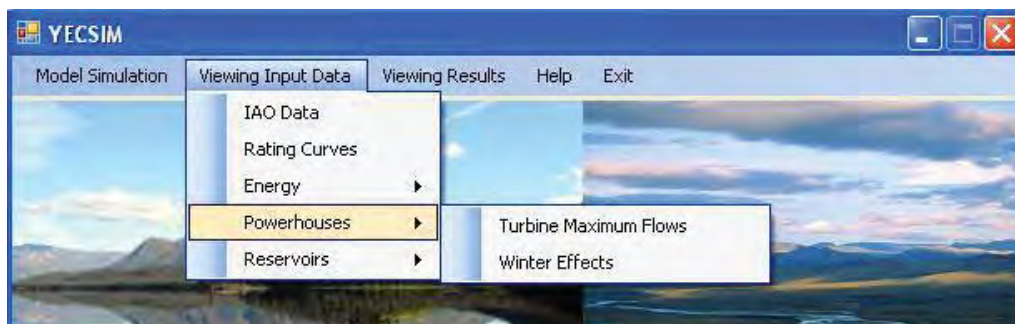 YECSIM
Model Simulation Viewing Input Data Viewing Results Help Exit
IAO Data
Rating Curves
Energy
Powerhouses
Turbine Maximum Flows
Reservoirs
Winter Effects